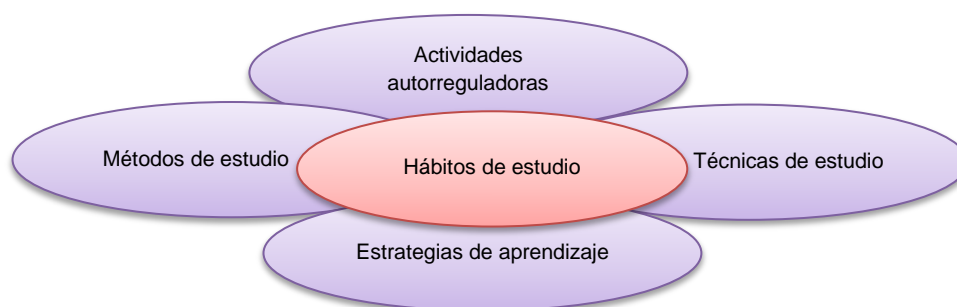 Actividades
autorreguladoras
Métodos de estudio
Hábitos de estudio
Técnicas de estudio
Estrategias de aprendizaje